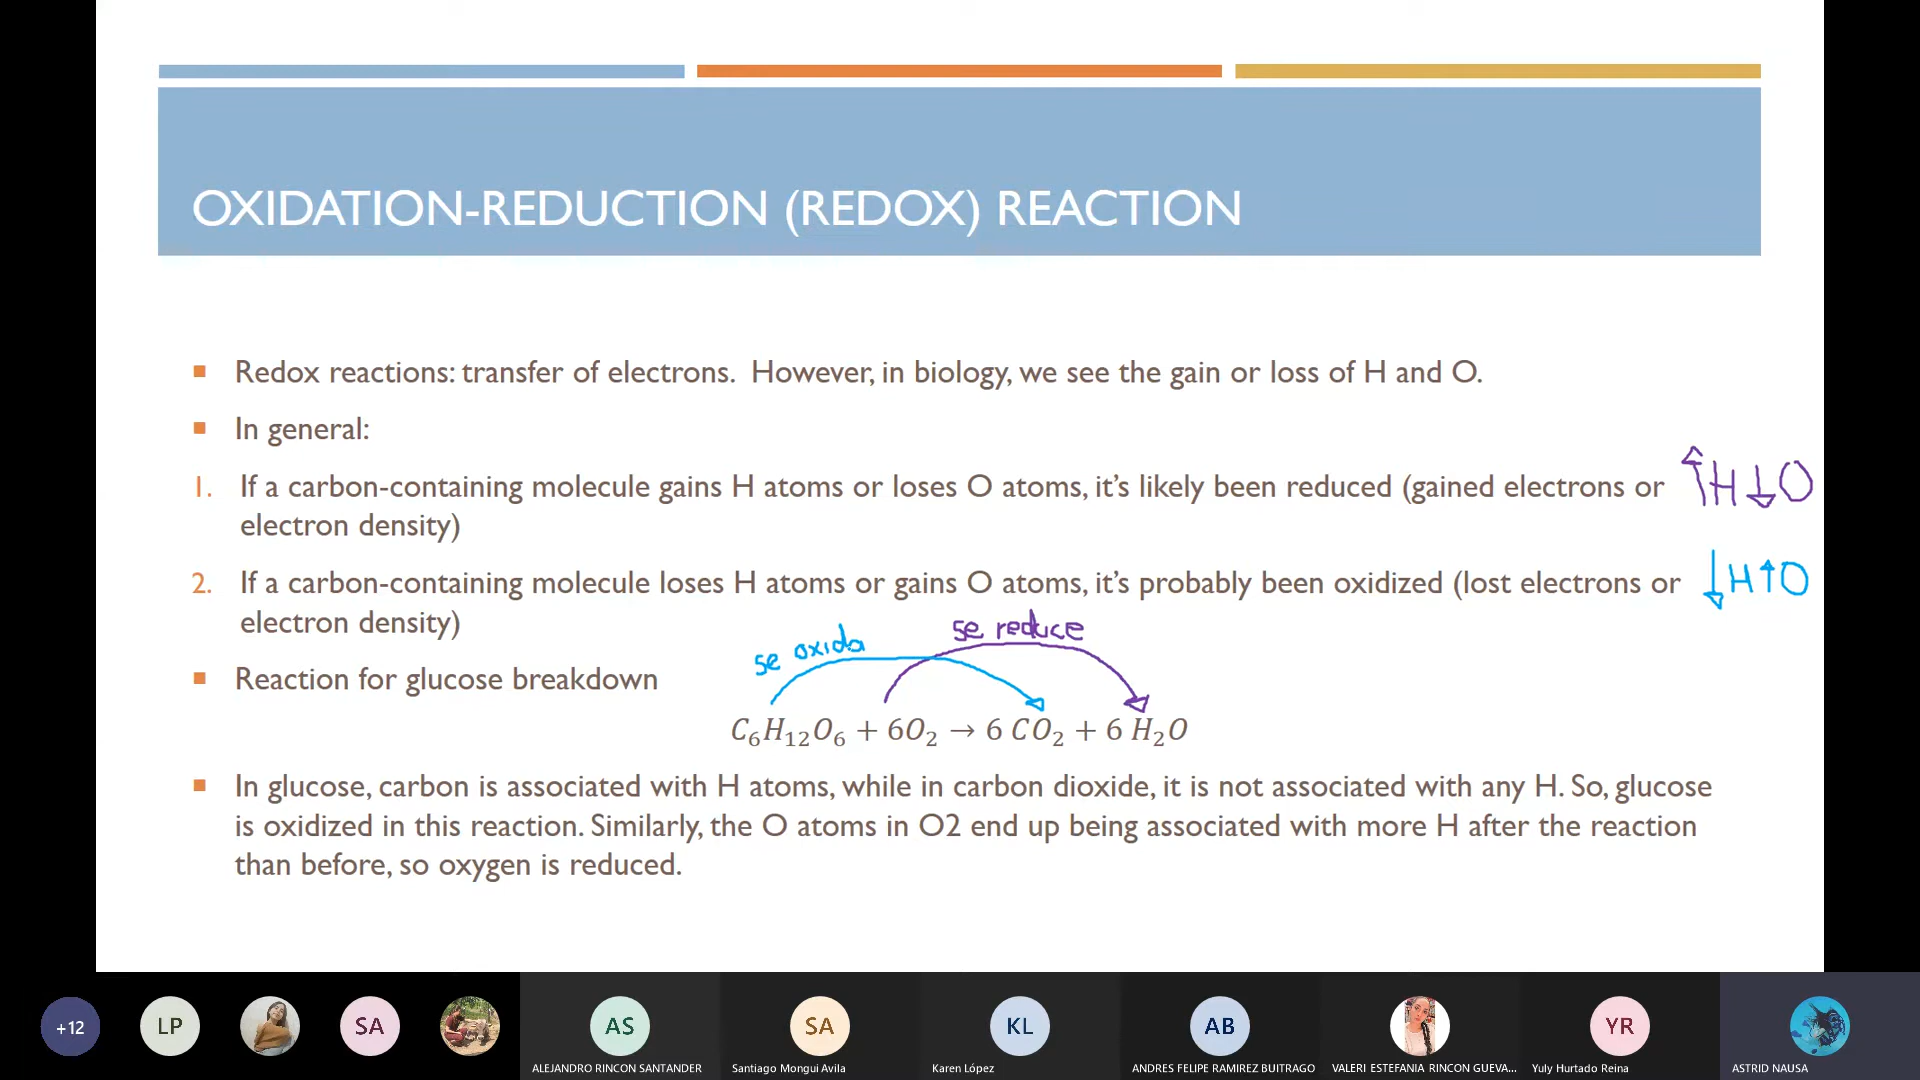 OXIDATION-REDUCTION (REDOX) REACTION
Redox reactions: transfer of electrons. However, in biology, we see the gain or loss of H and O.
In general:
1. If a carbon-containing molecule gains H atoms or loses O atoms, it's likely been reduced (gained electrons or
electron density)
↑H↓O
2. If a carbon-containing molecule loses H atoms or gains O atoms, it's probably been oxidized (lost electrons or
electron density)
↓H↑O
se oxida
se reduce
Reaction for glucose breakdown
C₆H₁₂O₆ + 6O₂ → 6 CO₂ + 6 H₂O
In glucose, carbon is associated with H atoms, while in carbon dioxide, it is not associated with any H. So, glucose
is oxidized in this reaction. Similarly, the O atoms in O2 end up being associated with more H after the reaction
than before, so oxygen is reduced.
+12
LP
SA
AS
SA
KL
AB
YR
ALEJANDRO RINCON SANTANDER
Santiago Mongui Avila
Karen López
ANDRES FELIPE RAMIREZ BUITRAGO
VALERI ESTEFANIA RINCON GUEVA...
Yuly Hurtado Reina
ASTRID NAUSA